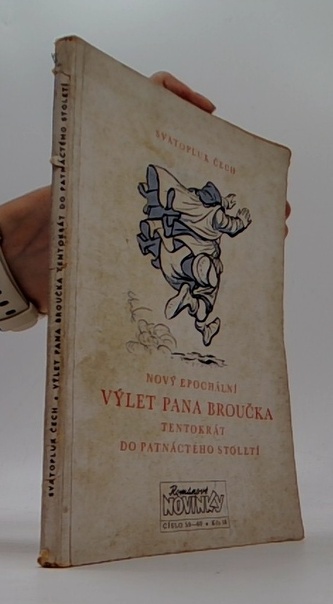 SVATOPLUK ČECH • VÝLET PANA BROUČKA TENTOKRÁT DO PATNÁCTÉHO STOLETÍ
SVATOPLUK ČECH
NOVÝ EPOCHÁLNÍ
VÝLET PANA BROUČKA
TENTOKRÁT
DO PATNÁCTÉHO STOLETÍ
Románové
NOVINKY
ČÍSLO